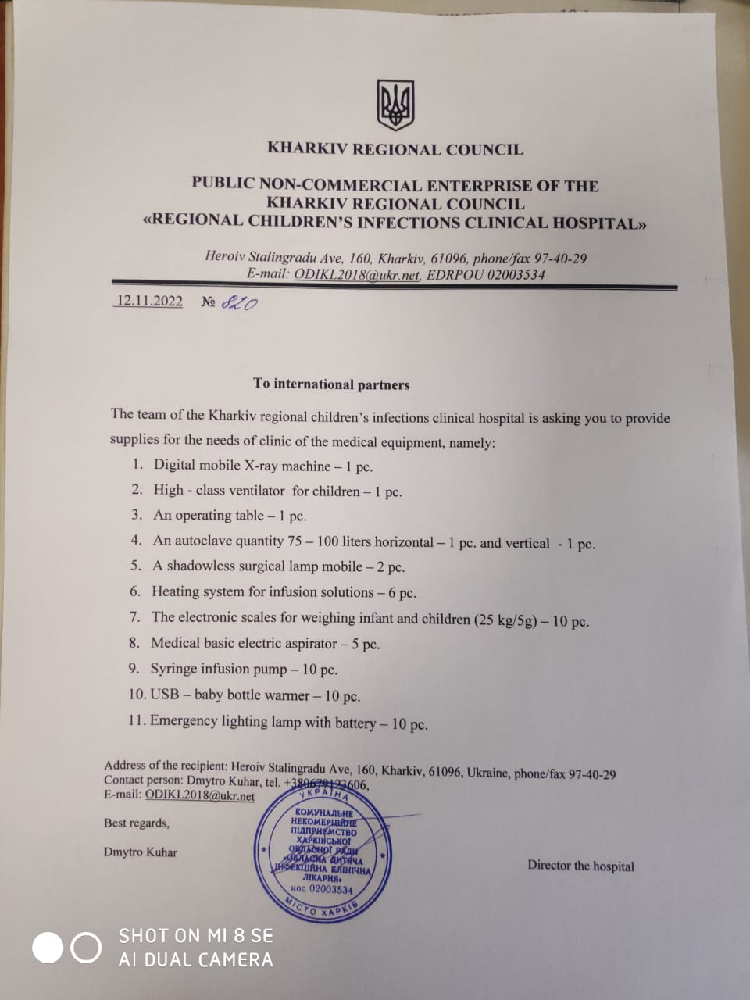 KHARKIV REGIONAL COUNCIL
PUBLIC NON-COMMERCIAL ENTERPRISE OF THE
KHARKIV REGIONAL COUNCIL
«REGIONAL CHILDREN'S INFECTIONS CLINICAL HOSPITAL»
Heroiv Stalingradu Ave, 160, Kharkiv, 61096, phone/fax 97-40-29
E-mail: ODIKL2018@ukr.net, EDRPOU 02003534
12.11.2022 № 820
To international partners
The team of the Kharkiv regional children's infections clinical hospital is asking you to provide
supplies for the needs of clinic of the medical equipment, namely:
1. Digital mobile X-ray machine – 1 pc.
2. High - class ventilator for children – 1 pc.
3. An operating table – 1 pc.
4. An autoclave quantity 75 – 100 liters horizontal – 1 pc. and vertical - 1 pc.
5. A shadowless surgical lamp mobile – 2 pc.
6. Heating system for infusion solutions – 6 pc.
7. The electronic scales for weighing infant and children (25 kg/5g) – 10 pc.
8. Medical basic electric aspirator – 5 pc.
9. Syringe infusion pump – 10 pc.
10. USB – baby bottle warmer – 10 pc.
11. Emergency lighting lamp with battery – 10 pc.
Address of the recipient: Heroiv Stalingradu Ave, 160, Kharkiv, 61096, Ukraine, phone/fax 97-40-29
Contact person: Dmytro Kuhar, tel.
E-mail: ODIKL2018@ukr.net
Best regards,
Dmytro Kuhar
Director the hospital
УКРАЇНА
КОМУНАЛЬНЕ
НЕКОМЕРЦІЙНЕ
ПІДПРИЄМСТВО
ХАРКІВСЬКОЇ
ОБЛАСНОЇ РАДИ
«ОБЛАСНА ДИТЯЧА
ІНФЕКЦІЙНА КЛІНІЧНА
ЛІКАРНЯ»
код 02003534
МІСТО ХАРКІВ
SHOT ON MI 8 SE
AI DUAL CAMERA